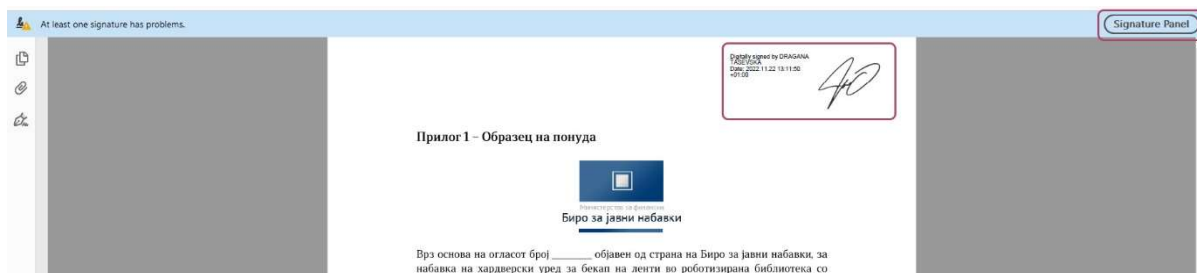 At least one signature has problems.
Signature Panel
Digitally signed by DRAGANA
TASEVSKA
Date: 2022.11.22 13:11:50
+01:00
Прилог 1 – Образец на понуда
Министерство за финансии
Биро за јавни набавки
Врз основа на огласот број _______ објавен од страна на Биро за јавни набавки, за
набавка на хардверски уред за бекап на ленти во роботизирана библиотека со